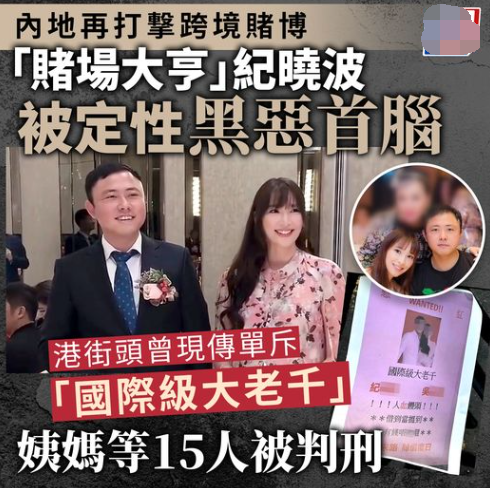 內地再打擊跨境賭博
「賭場大亨」紀曉波
被定性黑惡首腦
WANTED!!
國際級大老千
紀
港街頭曾現傳單斥
「國際級大老千」
姨媽等15人被判刑